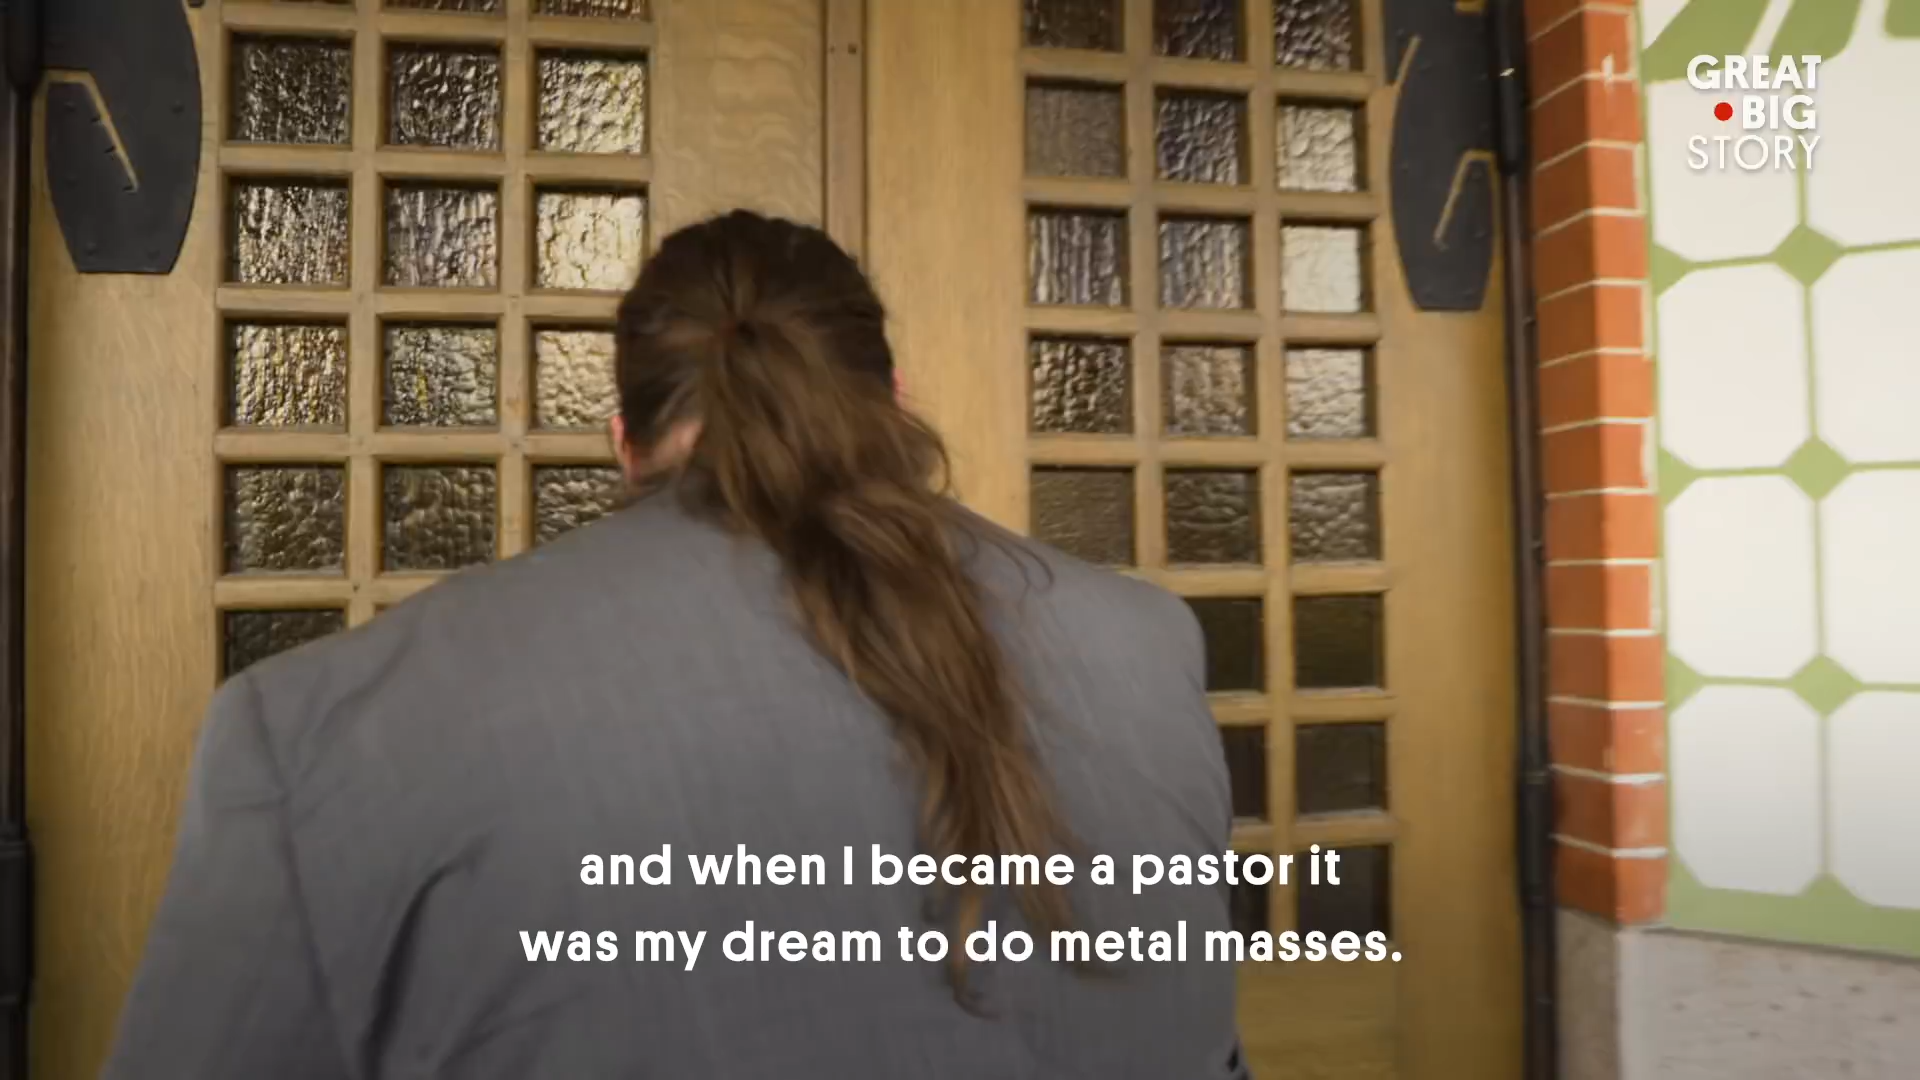 GREAT
BIG
STORY
and when I became a pastor it
was my dream to do metal masses.